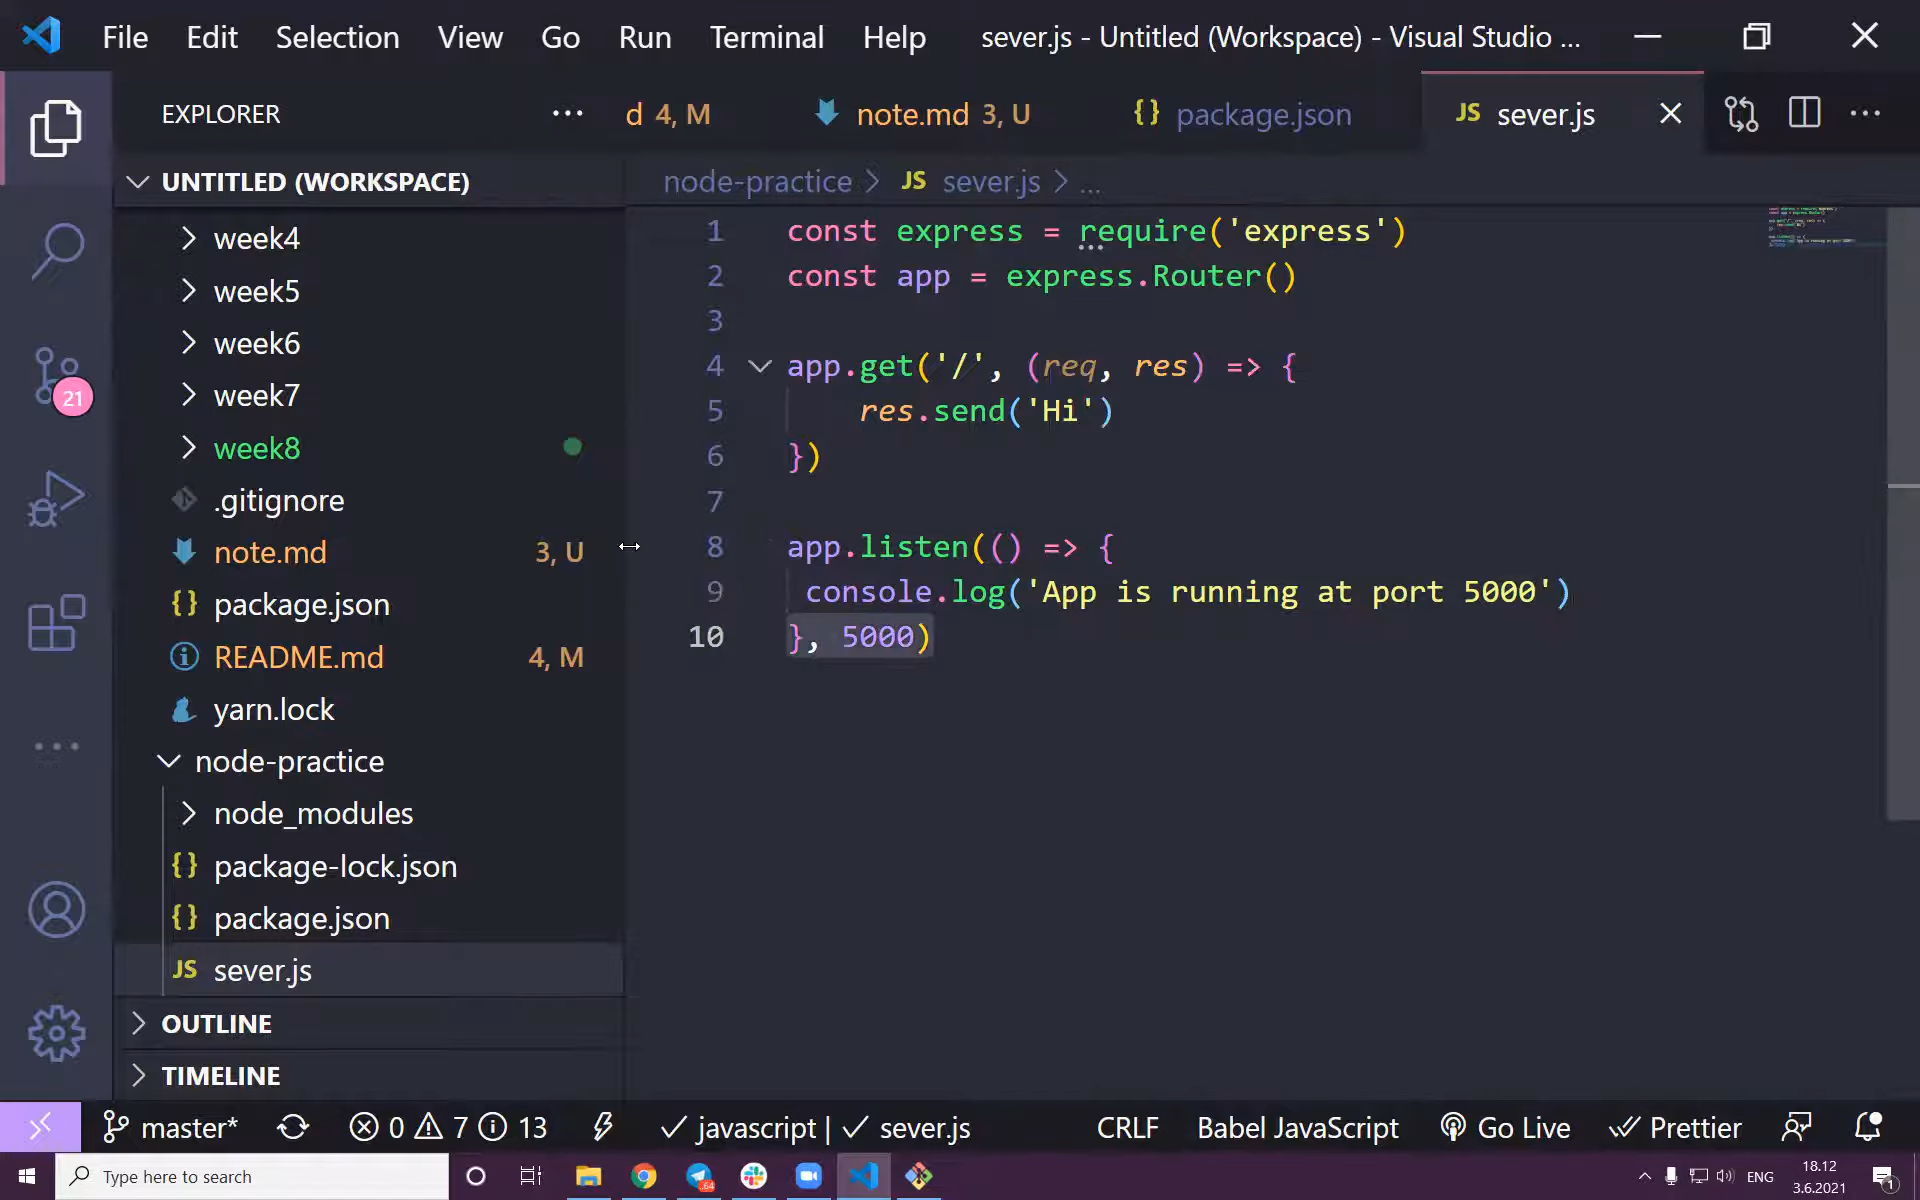 File Edit Selection View Go Run Terminal Help sever.js - Untitled (Workspace) - Visual Studio ...
EXPLORER ··· d 4, M note.md 3, U {} package.json JS sever.js ···
UNTITLED (WORKSPACE)
node-practice > JS sever.js > ...
week4
week5
week6
week7
week8
.gitignore
note.md 3, U
{} package.json
README.md 4, M
yarn.lock
node-practice
node_modules
{} package-lock.json
{} package.json
JS sever.js
OUTLINE
TIMELINE
21
1 const express = require('express')
2 const app = express.Router()
3
4 app.get('/', (req, res) => {
5 res.send('Hi')
6 })
7
8 app.listen(() => {
9 console.log('App is running at port 5000')
10 }, 5000)
master* 0 7 13 javascript | sever.js CRLF Babel JavaScript Go Live Prettier
Type here to search 64 ENG 18.12
3.6.2021 1